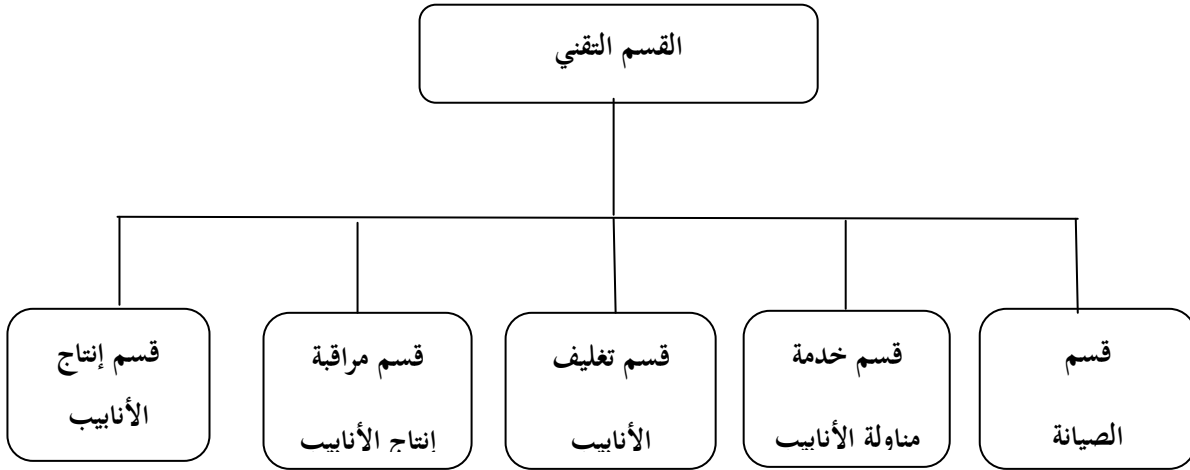 القسم التقني
قسم
الصيانة
قسم خدمة
مناولة الأنابيب
قسم تغليف
الأنابيب
قسم مراقبة
إنتاج الأنابيب
قسم إنتاج
الأنابيب